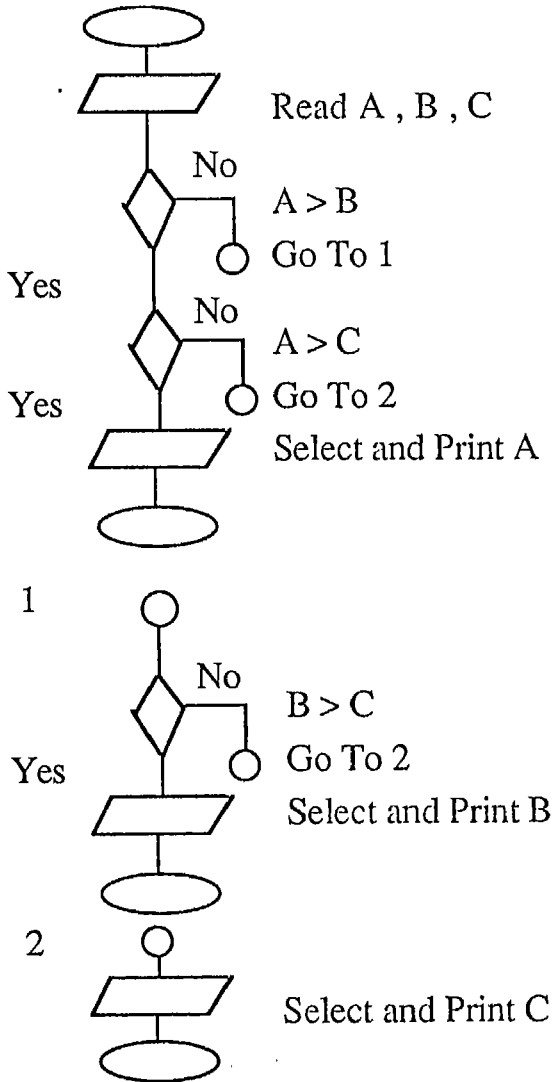 Read A , B , C
No
A > B
Go To 1
Yes
No
A > C
Yes
Go To 2
Select and Print A
1
No
B > C
Go To 2
Yes
Select and Print B
2
Select and Print C